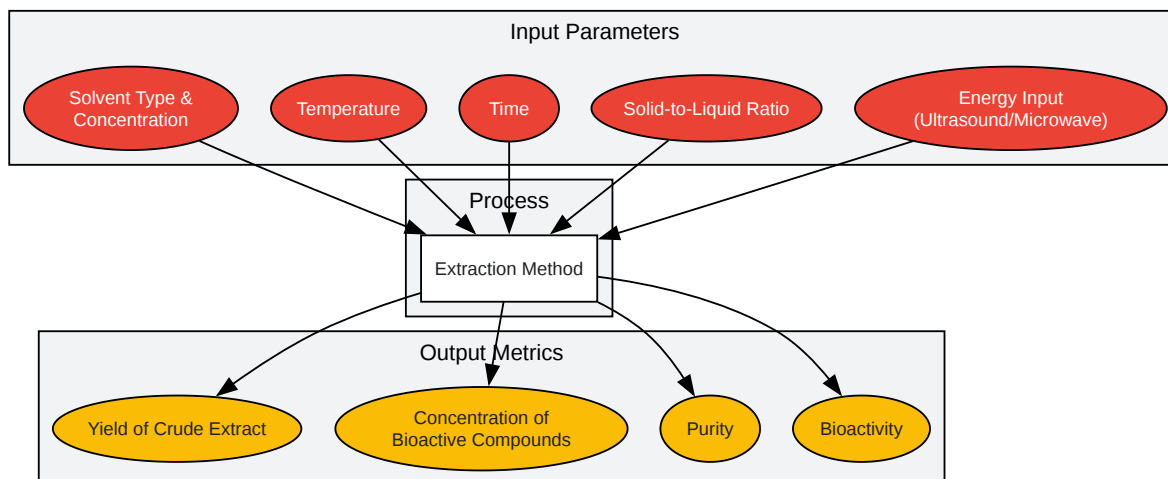 Input Parameters
Solvent Type &
Concentration
Temperature
Time
Solid-to-Liquid Ratio
Energy Input
(Ultrasound/Microwave)
Process
Extraction Method
Output Metrics
Yield of Crude Extract
Concentration of
Bioactive Compounds
Purity
Bioactivity